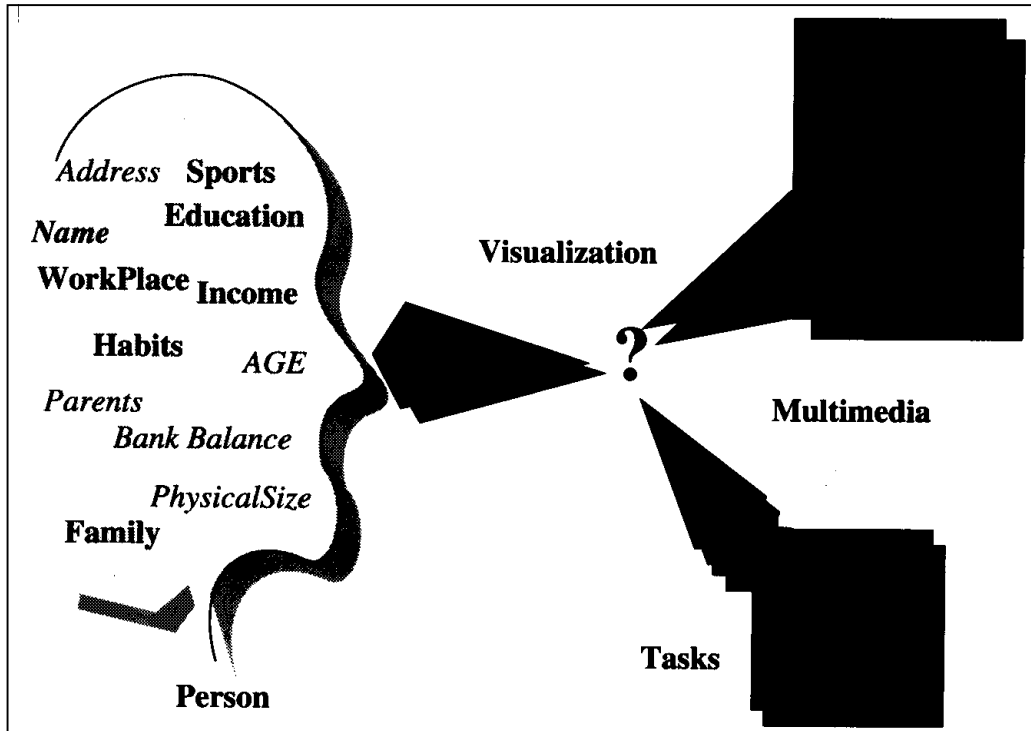 Address Sports
Education
Name
WorkPlace Income
Habits
AGE
Parents
Bank Balance
PhysicalSize
Family
Person
Visualization
?
Multimedia
Tasks